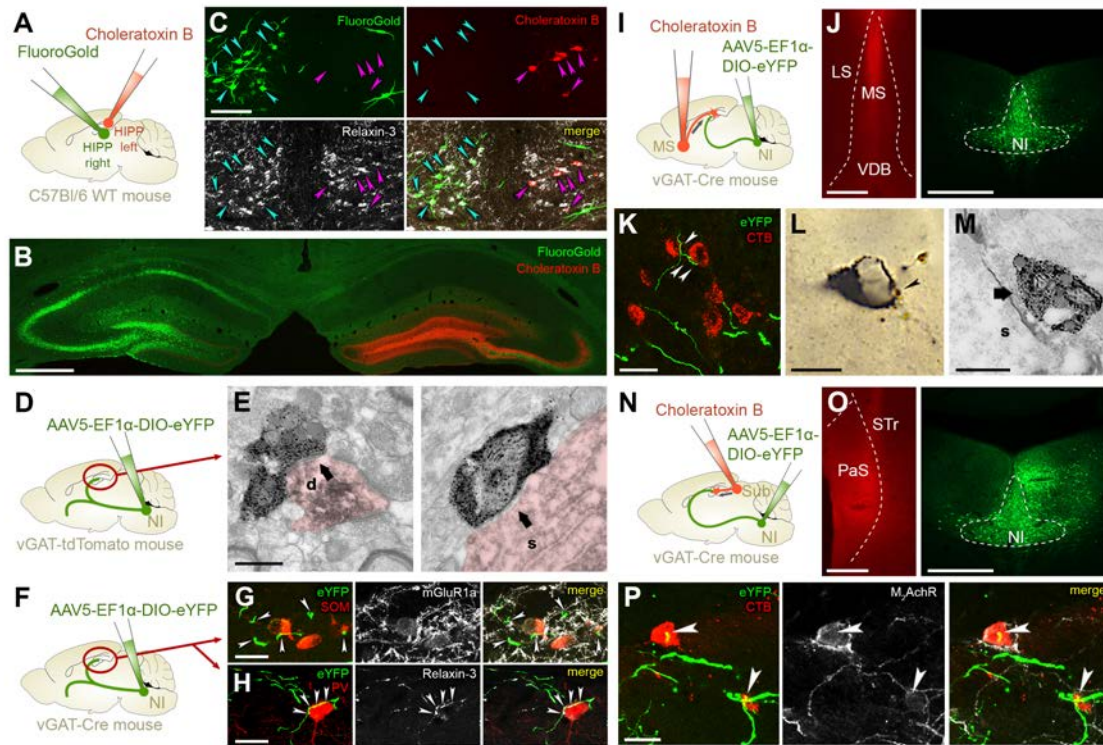 A
Choleratoxin B
FluoroGold
HIPP
left
HIPP
right
C57Bl/6 WT mouse
C
FluoroGold
Choleratoxin B
Relaxin-3
merge
B
FluoroGold
Choleratoxin B
D
AAV5-EF1α-DIO-eYFP
NI
vGAT-tdTomato mouse
E
d
s
F
AAV5-EF1α-DIO-eYFP
NI
vGAT-Cre mouse
G
eYFP
SOM
mGluR1a
merge
H
eYFP
PV
Relaxin-3
merge
I
Choleratoxin B
AAV5-EF1α-
DIO-eYFP
MS
NI
vGAT-Cre mouse
J
LS
MS
VDB
NI
K
eYFP
CTB
L
M
s
N
Choleratoxin B
AAV5-EF1α-
DIO-eYFP
Sub
NI
vGAT-Cre mouse
O
STr
PaS
NI
P
eYFP
CTB
M₂AchR
merge